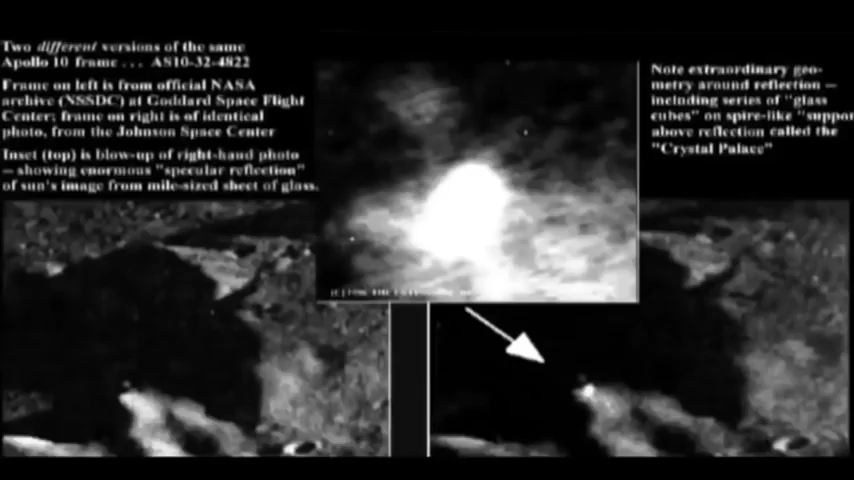 Two different versions of the same
Apollo 10 frame . . . AS10-32-4822
Frame on left is from official NASA
archive (NSSDC) at Goddard Space Flight
Center; frame on right is of identical
photo, from the Johnson Space Center
Inset (top) is blow-up of right-hand photo
— showing enormous "specular reflection"
of sun's image from mile-sized sheet of glass.
Note extraordinary geo-
metry around reflection —
including series of "glass
cubes" on spire-like "suppor
above reflection called the
"Crystal Palace"